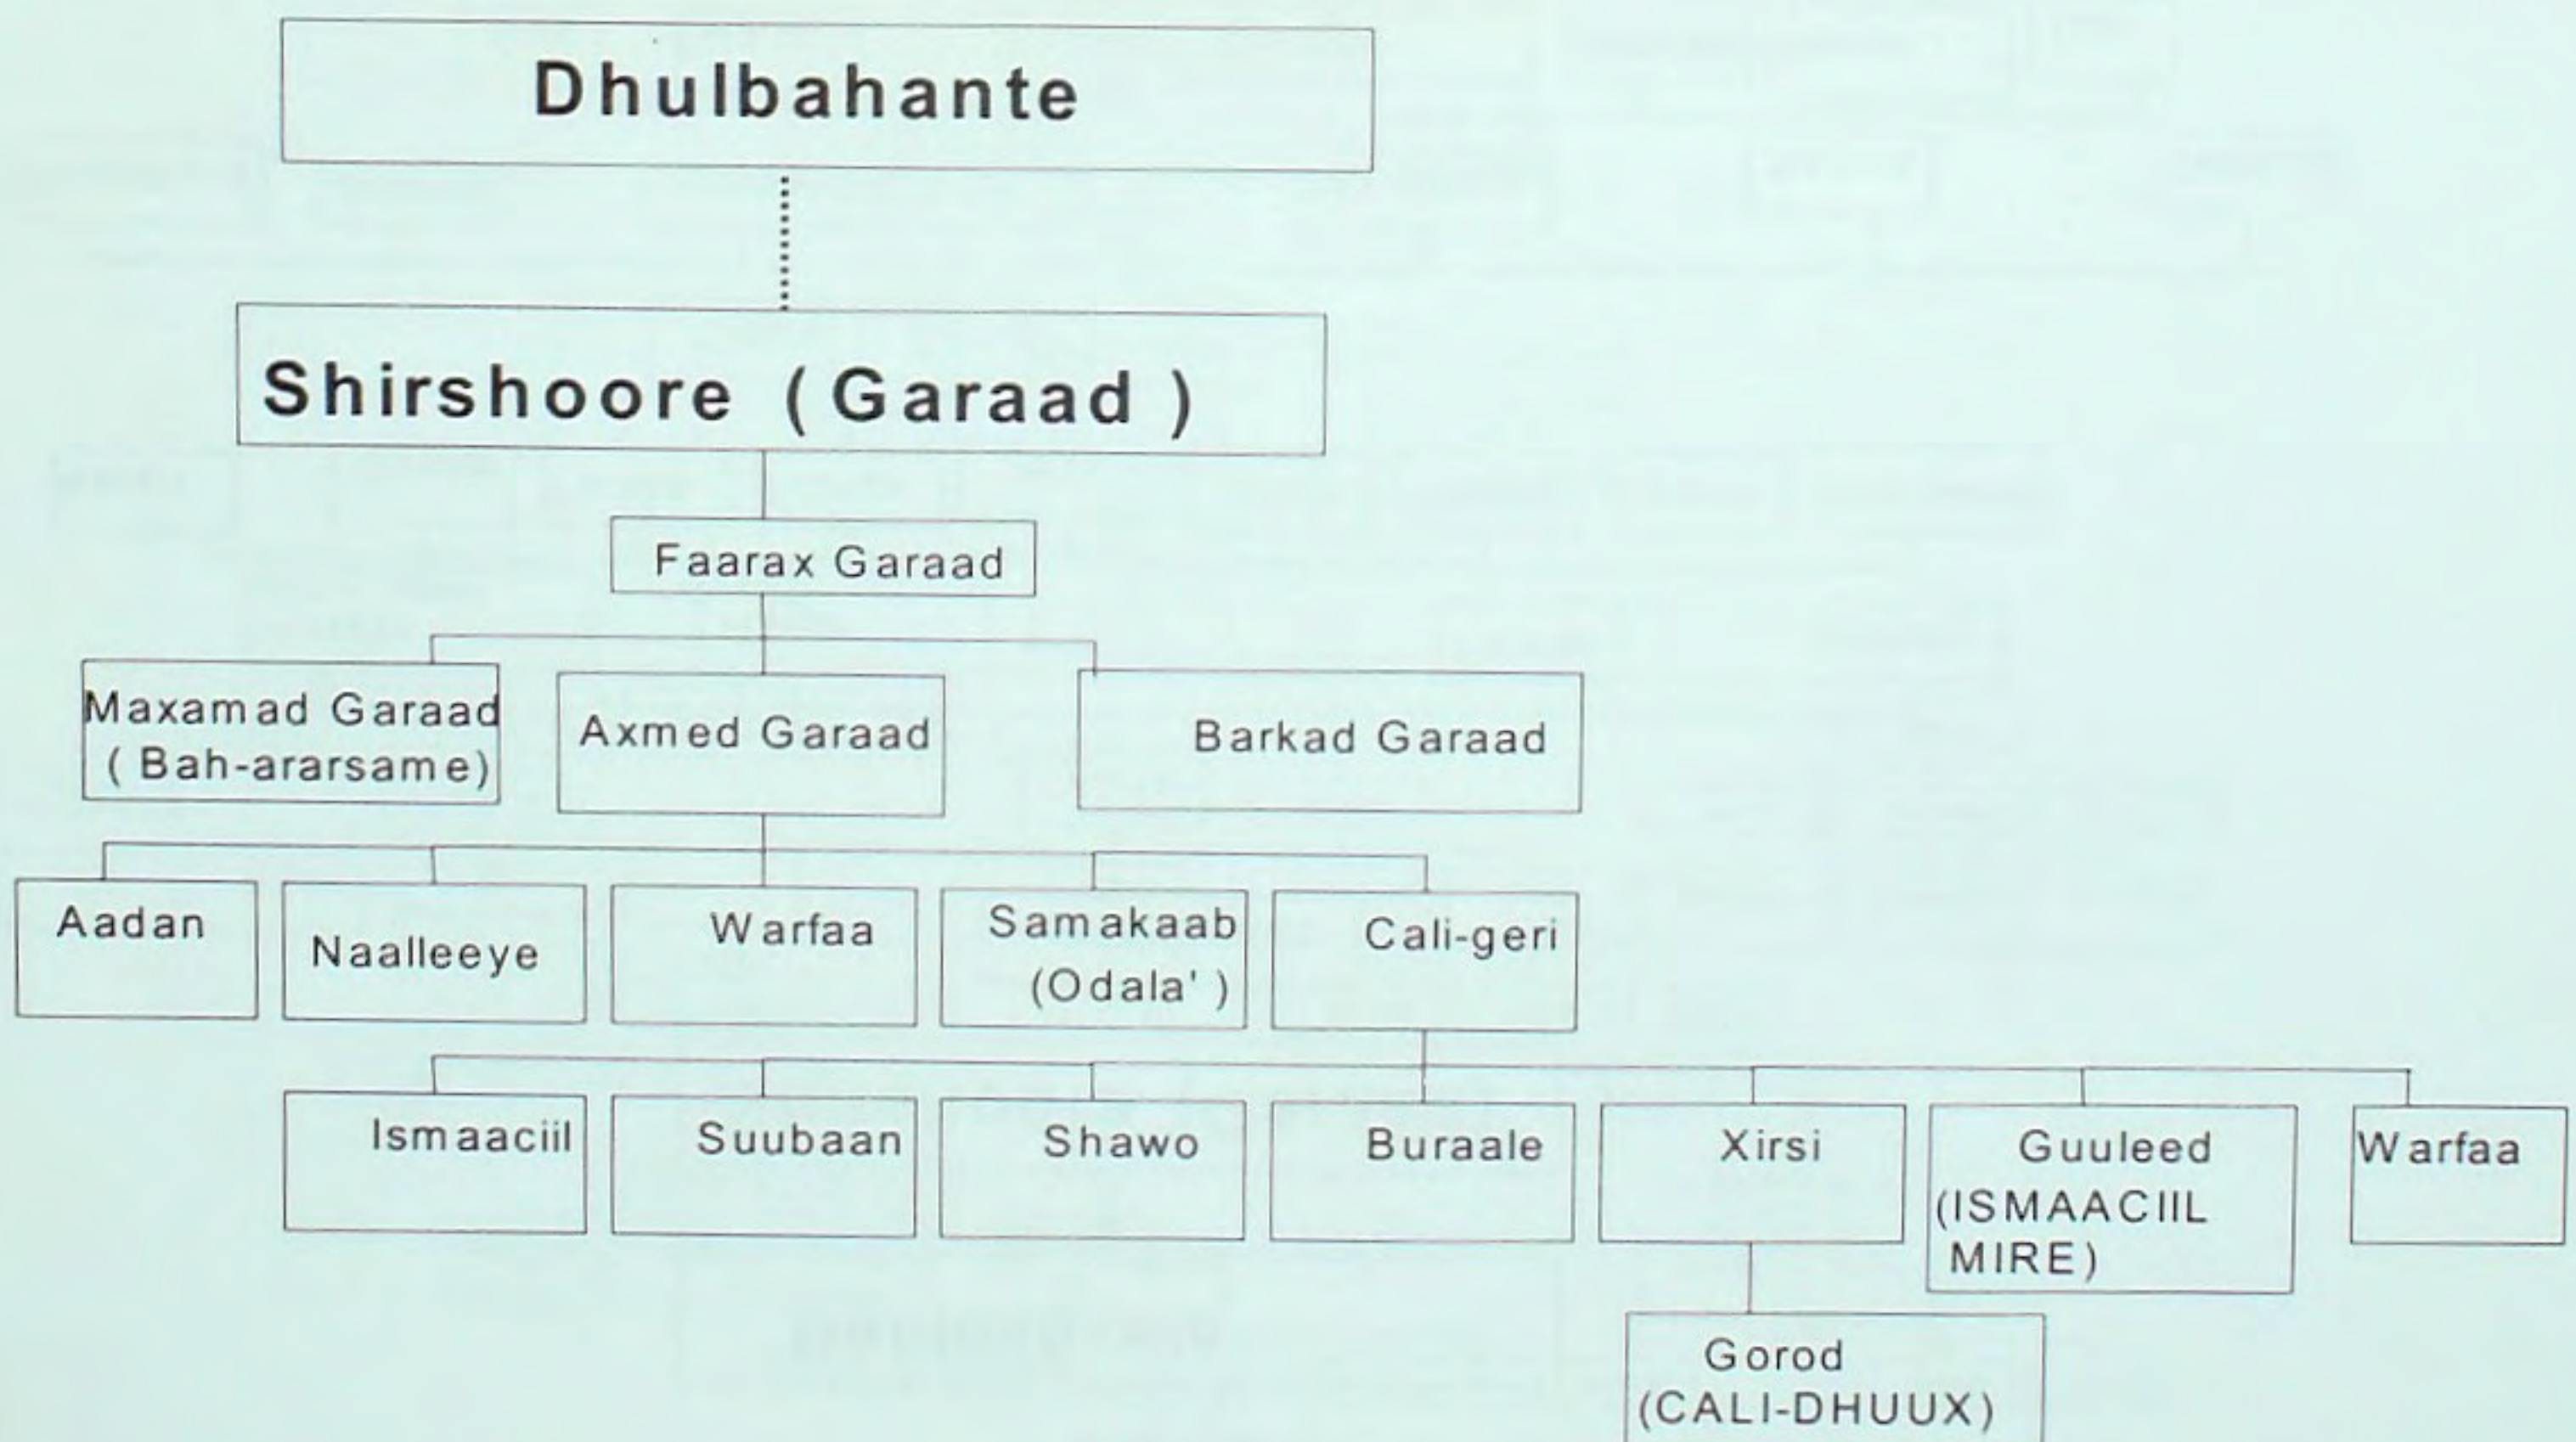 Dhulbahante
Shirshoore ( Garaad )
Faarax Garaad
Maxamad Garaad
( Bah-ararsame)
Axmed Garaad
Barkad Garaad
Aadan
Naalleeye
Warfaa
Samakaab
(Odala' )
Cali-geri
Ismaaciil
Suubaan
Shawo
Buraale
Xirsi
Guuleed
(ISMAACIIL
MIRE)
Warfaa
Gorod
(CALI-DHUUX)